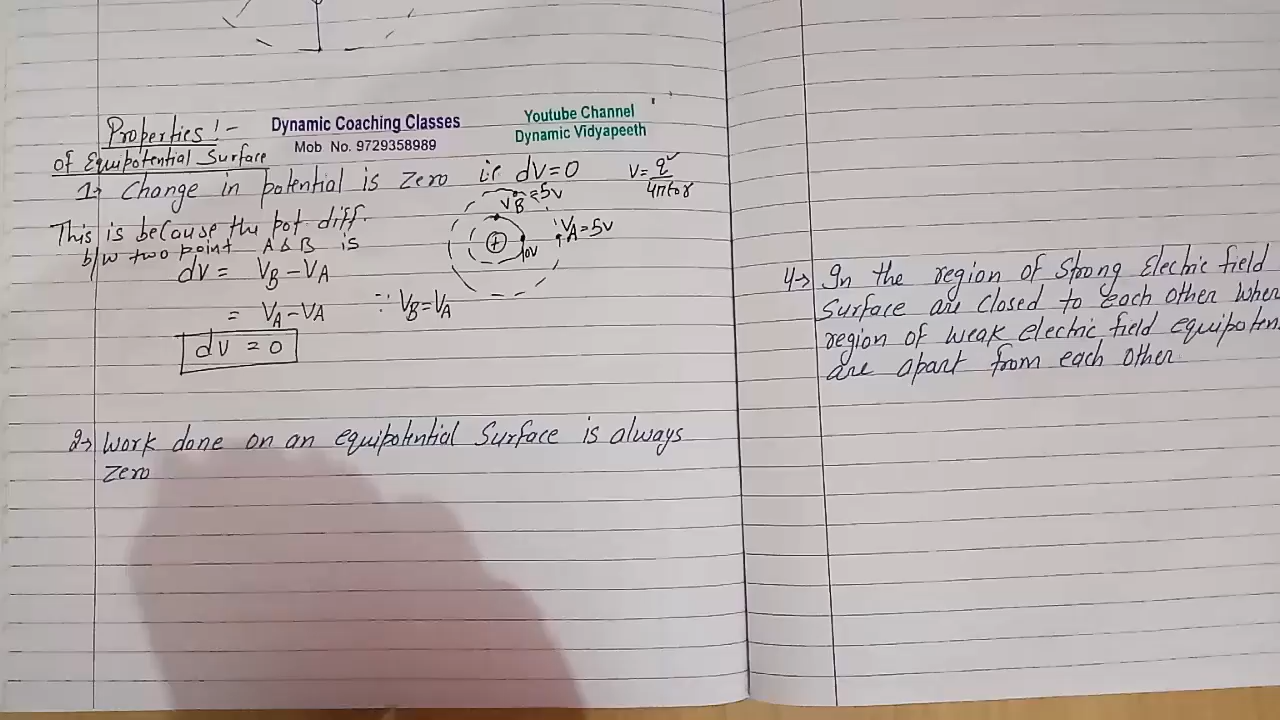 Properties :-
of Equipotential Surface
Dynamic Coaching Classes
Mob No. 9729358989
Youtube Channel
Dynamic Vidyapeeth
1→ Change in potential is zero ie dv=0
V= q
4π∈or
This is because the pot. diff.
b/w two point A & B is
VB=5V
VA=5V
+
10V
dv = VB-VA
= VA-VA ∵ VB=VA
dv = 0
2→ Work done on an equipotential Surface is always
zero
4→ In the region of Strong Electric field
Surface are closed to each other wher
region of weak electric field equipoten
are apart from each other